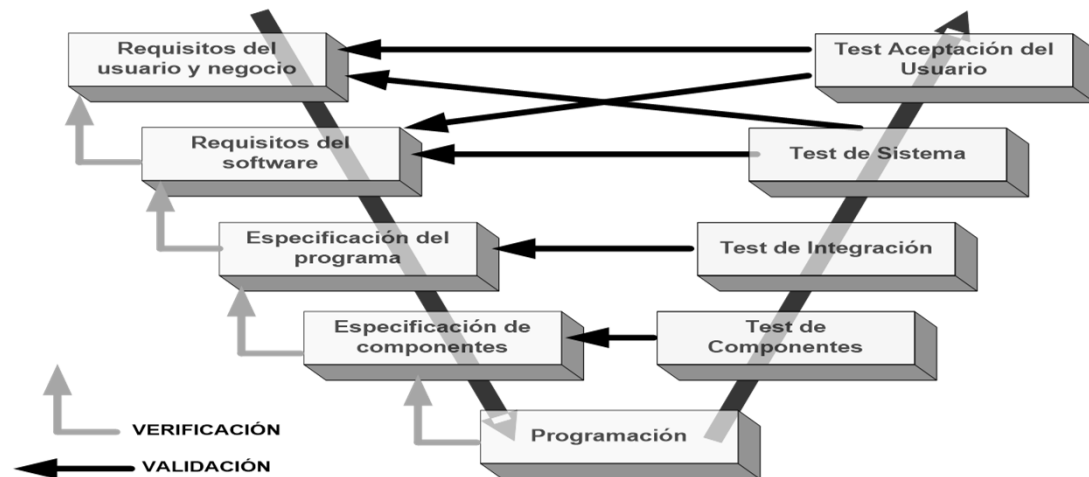 Requisitos del
usuario y negocio
Test Aceptación del
Usuario
Requisitos del
software
Test de Sistema
Especificación del
programa
Test de Integración
Especificación de
componentes
Test de
Componentes
Programación
VERIFICACIÓN
VALIDACIÓN